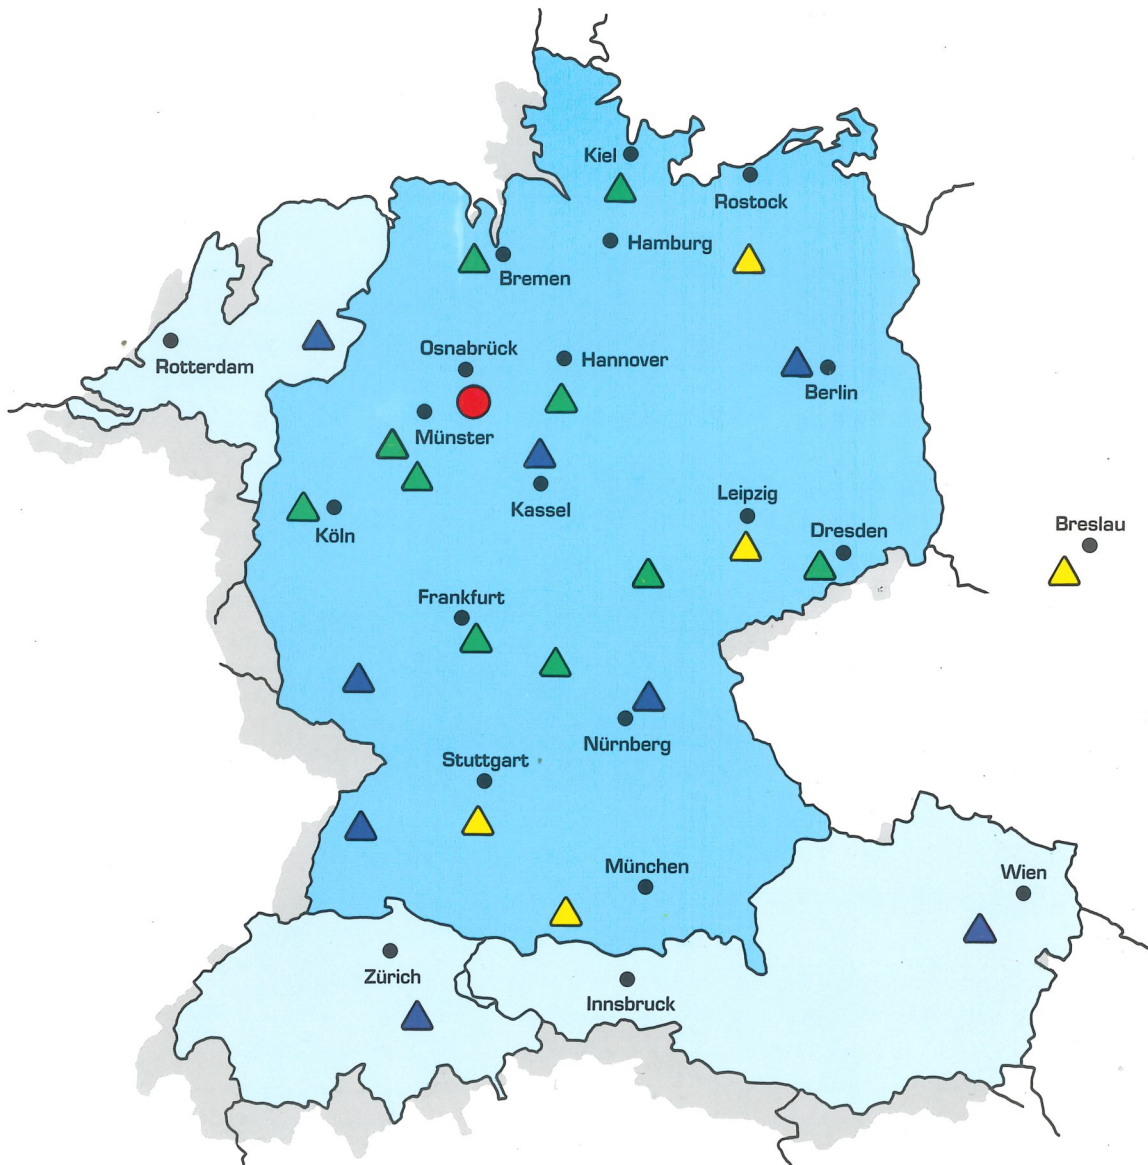 Kiel
Rostock
Hamburg
Bremen
Rotterdam
Osnabrück
Hannover
Berlin
Münster
Kassel
Leipzig
Köln
Dresden
Breslau
Frankfurt
Nürnberg
Stuttgart
München
Wien
Zürich
Innsbruck